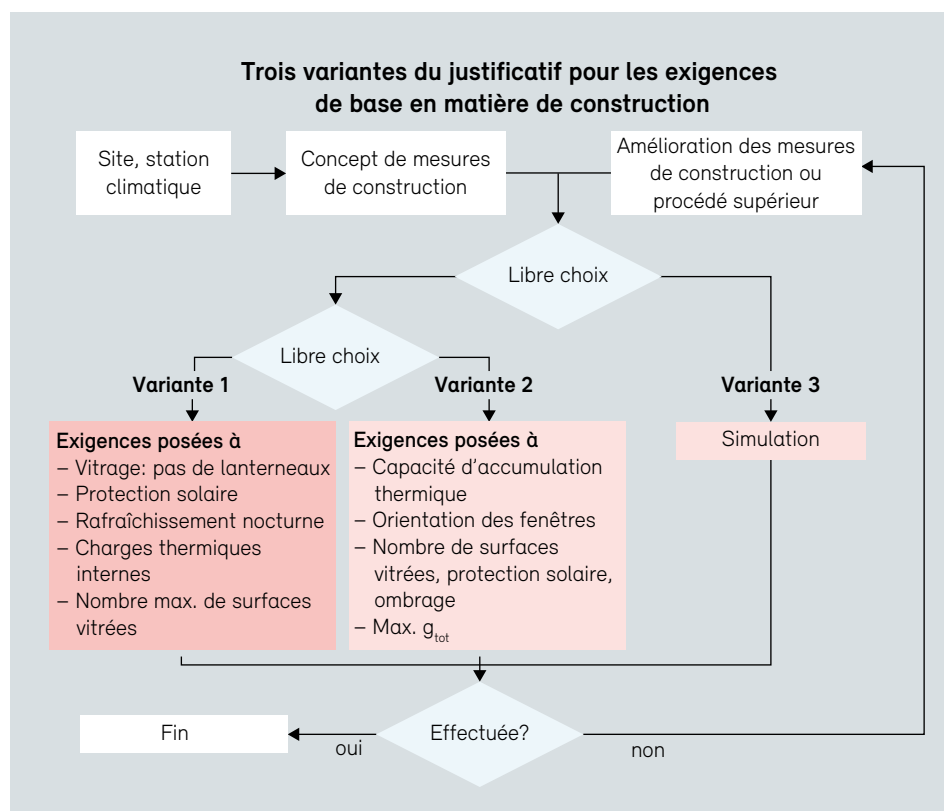 Trois variantes du justificatif pour les exigences
de base en matière de construction
Site, station
climatique
Concept de mesures
de construction
Amélioration des mesures
de construction ou
procédé supérieur
Libre choix
Libre choix
Variante 1
Variante 2
Variante 3
Exigences posées à
– Vitrage: pas de lanterneaux
– Protection solaire
– Rafraîchissement nocturne
– Charges thermiques
internes
– Nombre max. de surfaces
vitrées
Exigences posées à
– Capacité d'accumulation
thermique
– Orientation des fenêtres
– Nombre de surfaces
vitrées, protection solaire,
ombrage
– Max. gtot
Simulation
Fin
oui
Effectuée?
non